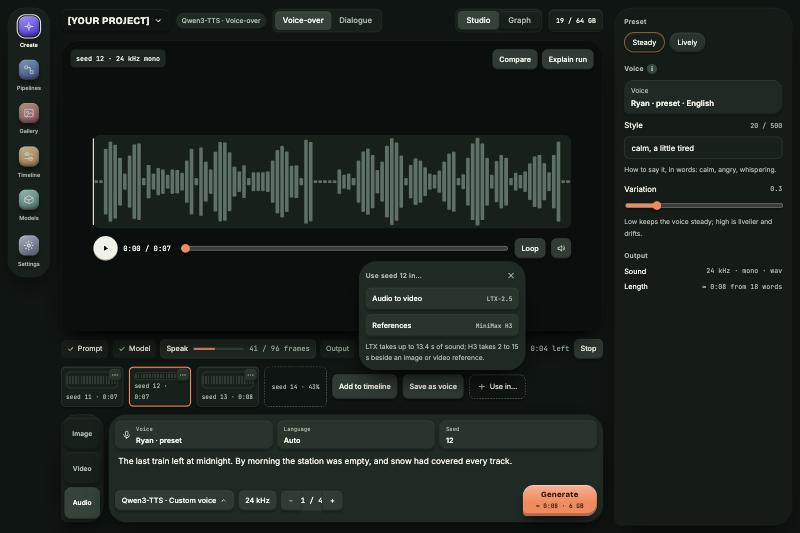 [YOUR PROJECT]
Qwen3-TTS · Voice-over
Voice-over
Dialogue
Studio
Graph
19 / 64 GB
Create
Pipelines
Gallery
Timeline
Models
Settings
seed 12 · 24 kHz mono
Compare
Explain run
0:00 / 0:07
Loop
Use seed 12 in...
Audio to video
LTX-2.5
References
MiniMax H3
LTX takes up to 13.4 s of sound; H3 takes 2 to 15
s beside an image or video reference.
Prompt
Model
Speak
41 / 96 frames
Output
0:04 left
Stop
seed 11 · 0:07
seed 12 ·
0:07
seed 13 · 0:08
seed 14 · 43%
Add to timeline
Save as voice
Use in...
Image
Video
Audio
Voice
Ryan · preset
Language
Auto
Seed
12
The last train left at midnight. By morning the station was empty, and snow had covered every track.
Qwen3-TTS · Custom voice
24 kHz
− 1 / 4 +
Generate
≈ 0:08 · 6 GB
Preset
Steady
Lively
Voice
Voice
Ryan · preset · English
Style
20 / 500
calm, a little tired
How to say it, in words: calm, angry, whispering.
Variation
0.3
Low keeps the voice steady; high is livelier and
drifts.
Output
Sound
24 kHz · mono · wav
Length
≈ 0:08 from 18 words